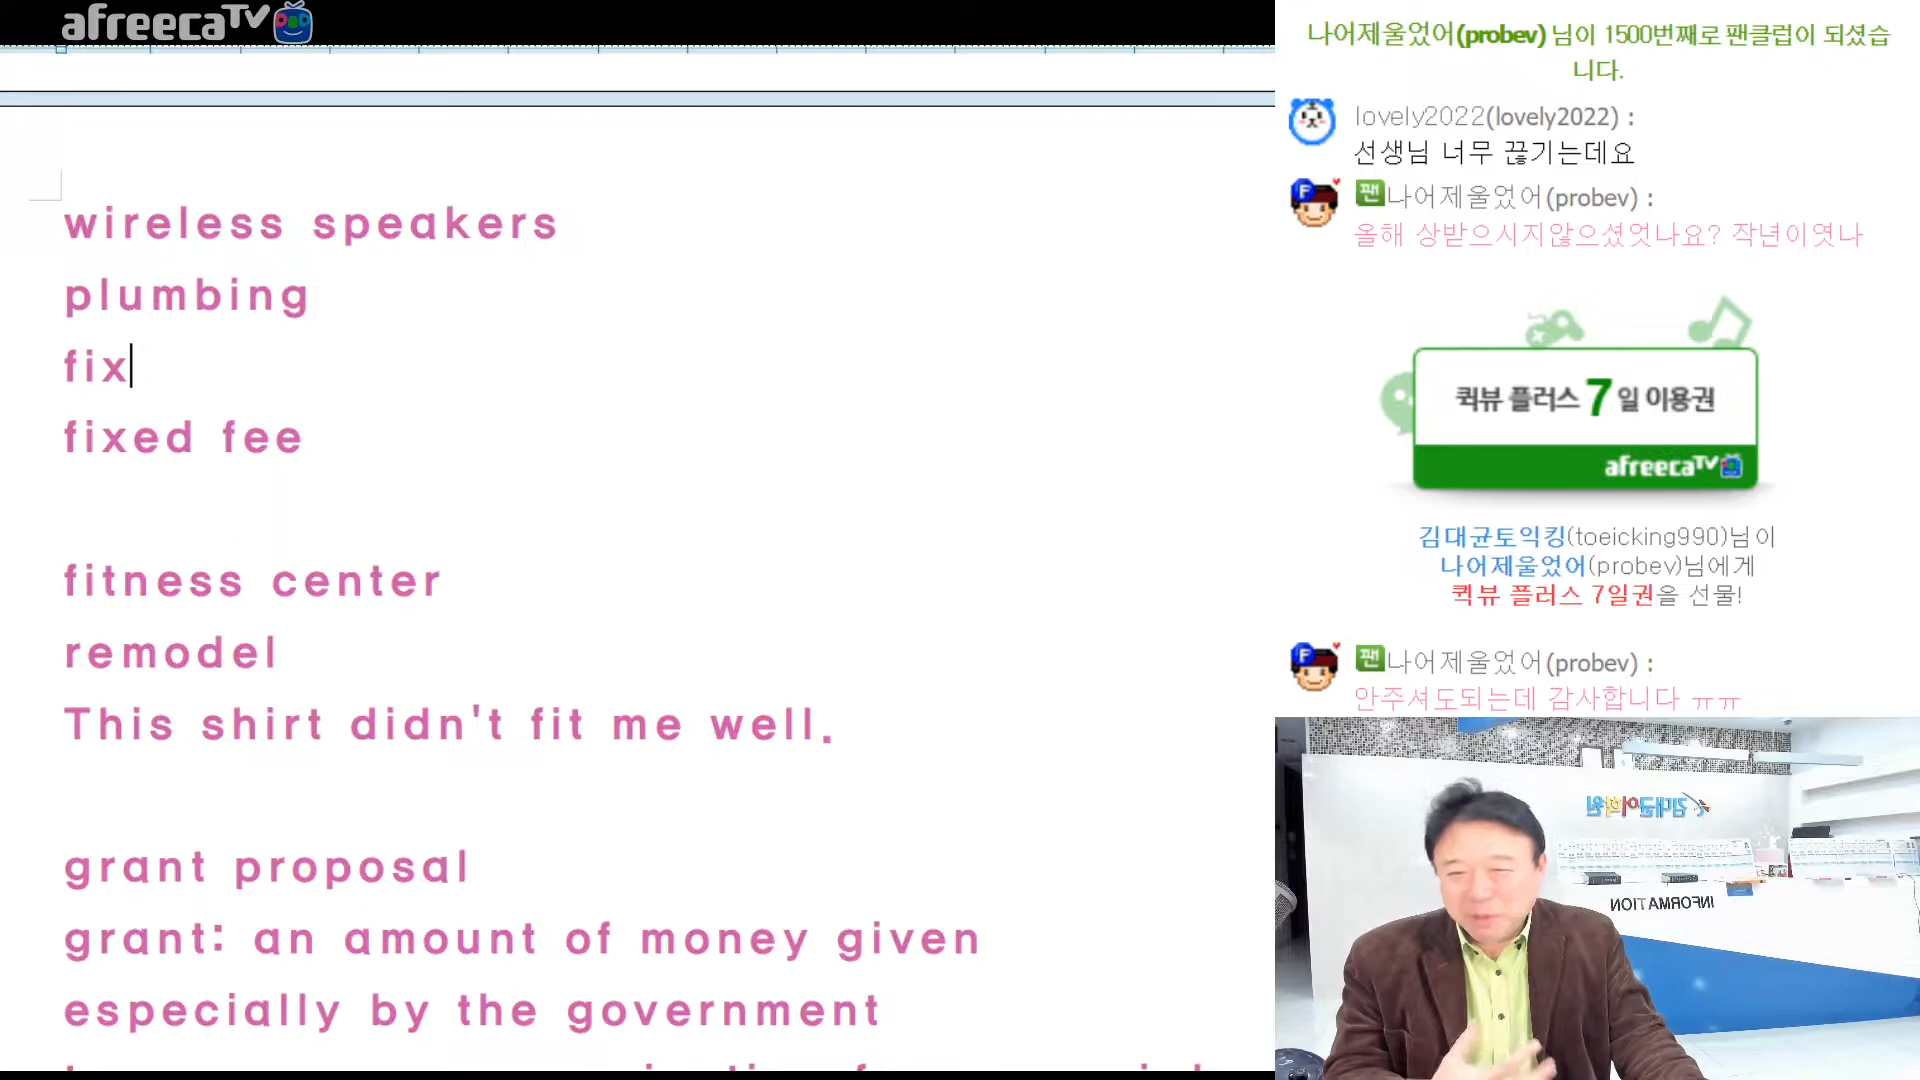 afreecaTV
wireless speakers
plumbing
fix
fixed fee
fitness center
remodel
This shirt didn't fit me well.
grant proposal
grant: an amount of money given
especially by the government
나어제울었어(probev)님이 1500번째로 팬클럽이 되셨습
니다.
lovely2022(lovely2022) :
선생님 너무 끊기는데요
팬 나어제울었어(probev) :
올해 상받으시지않으셨엇나요? 작년이엿나
퀵뷰 플러스 7일 이용권
afreecaTV
김대균토익킹(toeicking990)님이
나어제울었어(probev)님에게
퀵뷰 플러스 7일권을 선물!
팬 나어제울었어(probev) :
안주셔도되는데 감사합니다 ㅠㅠ
김대균어학원
INFORMATION